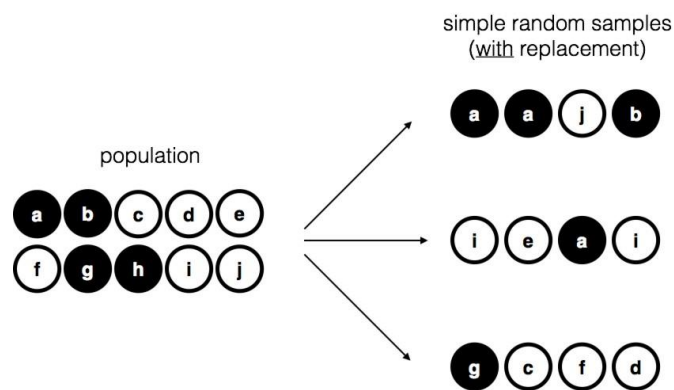 simple random samples
(with replacement)
a a j b
population
a b c d e
i e a i
f g h i j
g c f d